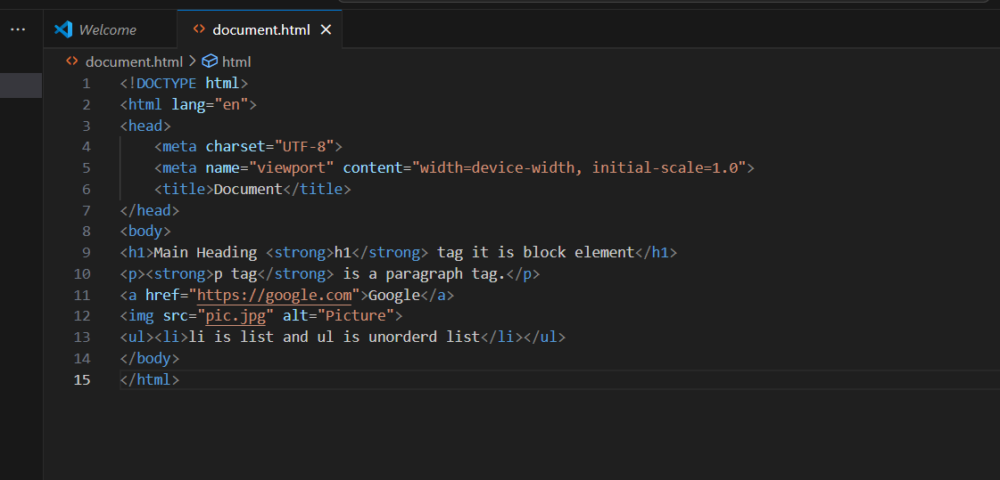 ··· Welcome <> document.html ×
<> document.html > html
1 <!DOCTYPE html>
2 <html lang="en">
3 <head>
4     <meta charset="UTF-8">
5     <meta name="viewport" content="width=device-width, initial-scale=1.0">
6     <title>Document</title>
7 </head>
8 <body>
9 <h1>Main Heading <strong>h1</strong> tag it is block element</h1>
10 <p><strong>p tag</strong> is a paragraph tag.</p>
11 <a href="https://google.com">Google</a>
12 <img src="pic.jpg" alt="Picture">
13 <ul><li>li is list and ul is unorderd list</li></ul>
14 </body>
15 </html>